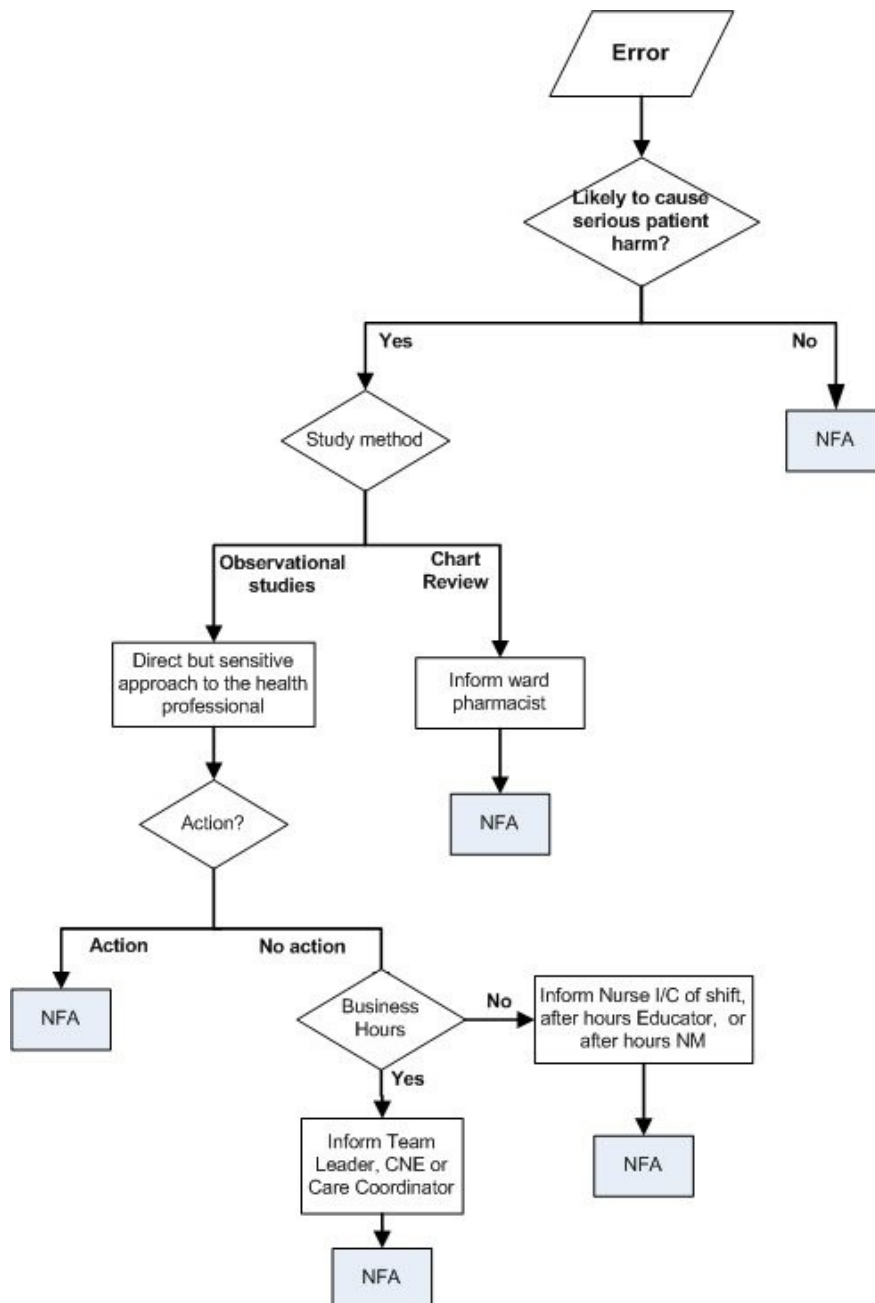 Error
Likely to cause
serious patient
harm?
Yes
No
NFA
Study method
Observational
studies
Chart
Review
Direct but sensitive
approach to the health
professional
Inform ward
pharmacist
NFA
Action?
Action
No action
NFA
Business
Hours
No
Inform Nurse I/C of shift,
after hours Educator, or
after hours NM
Yes
NFA
Inform Team
Leader, CNE or
Care Coordinator
NFA